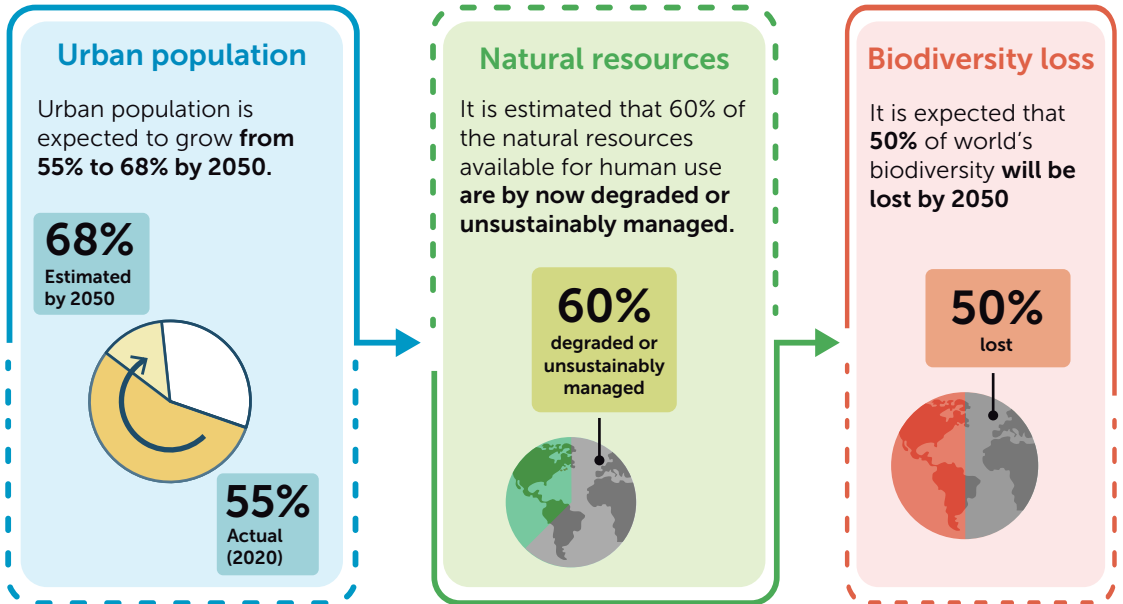 Urban population
Urban population is
expected to grow from
55% to 68% by 2050.
68%
Estimated
by 2050
55%
Actual
(2020)
Natural resources
It is estimated that 60% of
the natural resources
available for human use
are by now degraded or
unsustainably managed.
60%
degraded or
unsustainably
managed
Biodiversity loss
It is expected that
50% of world's
biodiversity will be
lost by 2050
50%
lost